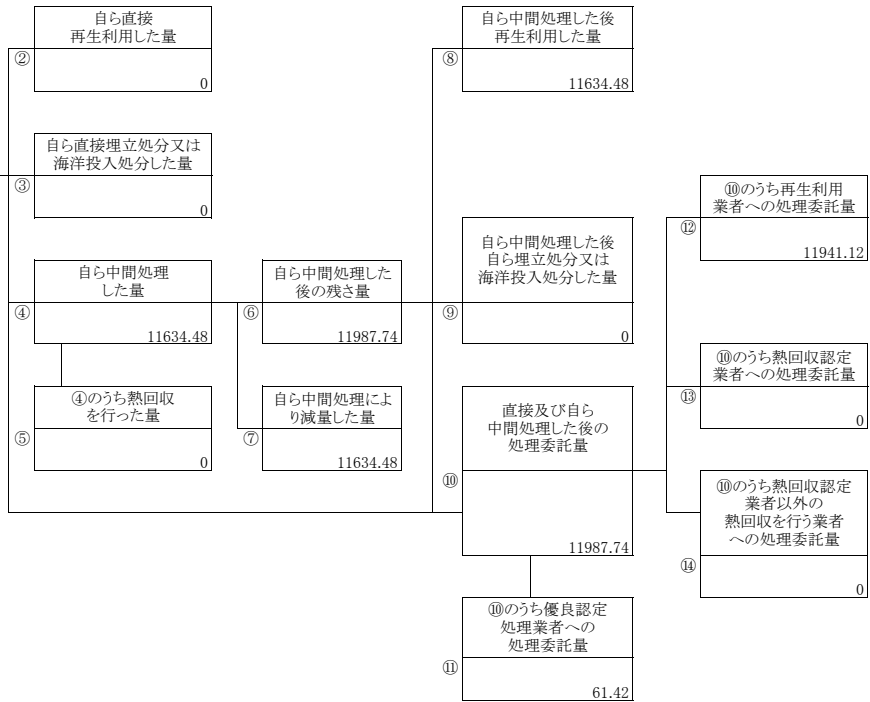 自ら直接
再生利用した量
②
0
自ら直接埋立処分又は
海洋投入処分した量
③
0
自ら中間処理
した量
④
11634.48
④のうち熱回収
を行った量
⑤
0
自ら中間処理した
後の残さ量
⑥
11987.74
自ら中間処理によ
り減量した量
⑦
11634.48
自ら中間処理した後
再生利用した量
⑧
11634.48
自ら中間処理した後
自ら埋立処分又は
海洋投入処分した量
⑨
0
直接及び自ら
中間処理した後の
処理委託量
⑩
11987.74
⑩のうち優良認定
処理業者への
処理委託量
⑪
61.42
⑩のうち再生利用
業者への処理委託量
⑫
11941.12
⑩のうち熱回収認定
業者への処理委託量
⑬
0
⑩のうち熱回収認定
業者以外の
熱回収を行う業者
への処理委託量
⑭
0